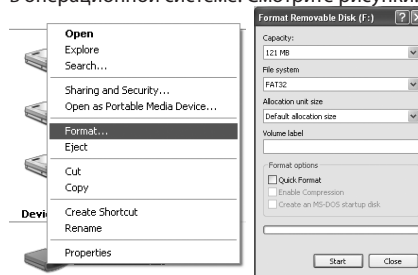 в операционной системе. Смотрите рисунки.
Open
Explore
Search...
Sharing and Security...
Open as Portable Media Device...
Format...
Eject
Cut
Copy
Create Shortcut
Rename
Properties
Devi
Format Removable Disk (F:)
Capacity:
121 MB
File system
FAT32
Allocation unit size
Default allocation size
Volume label
Format options
Quick Format
Enable Compression
Create an MS-DOS startup disk
Start
Close